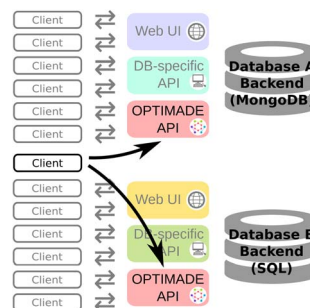 Client
Client
Client
Client
Client
Client
Web UI
DB-specific
API
OPTIMADE
API
Database A
Backend
(MongoDB)
Client
Client
Client
Client
Client
Client
Client
Web UI
DB-specific
API
OPTIMADE
API
Database
Backend
(SQL)